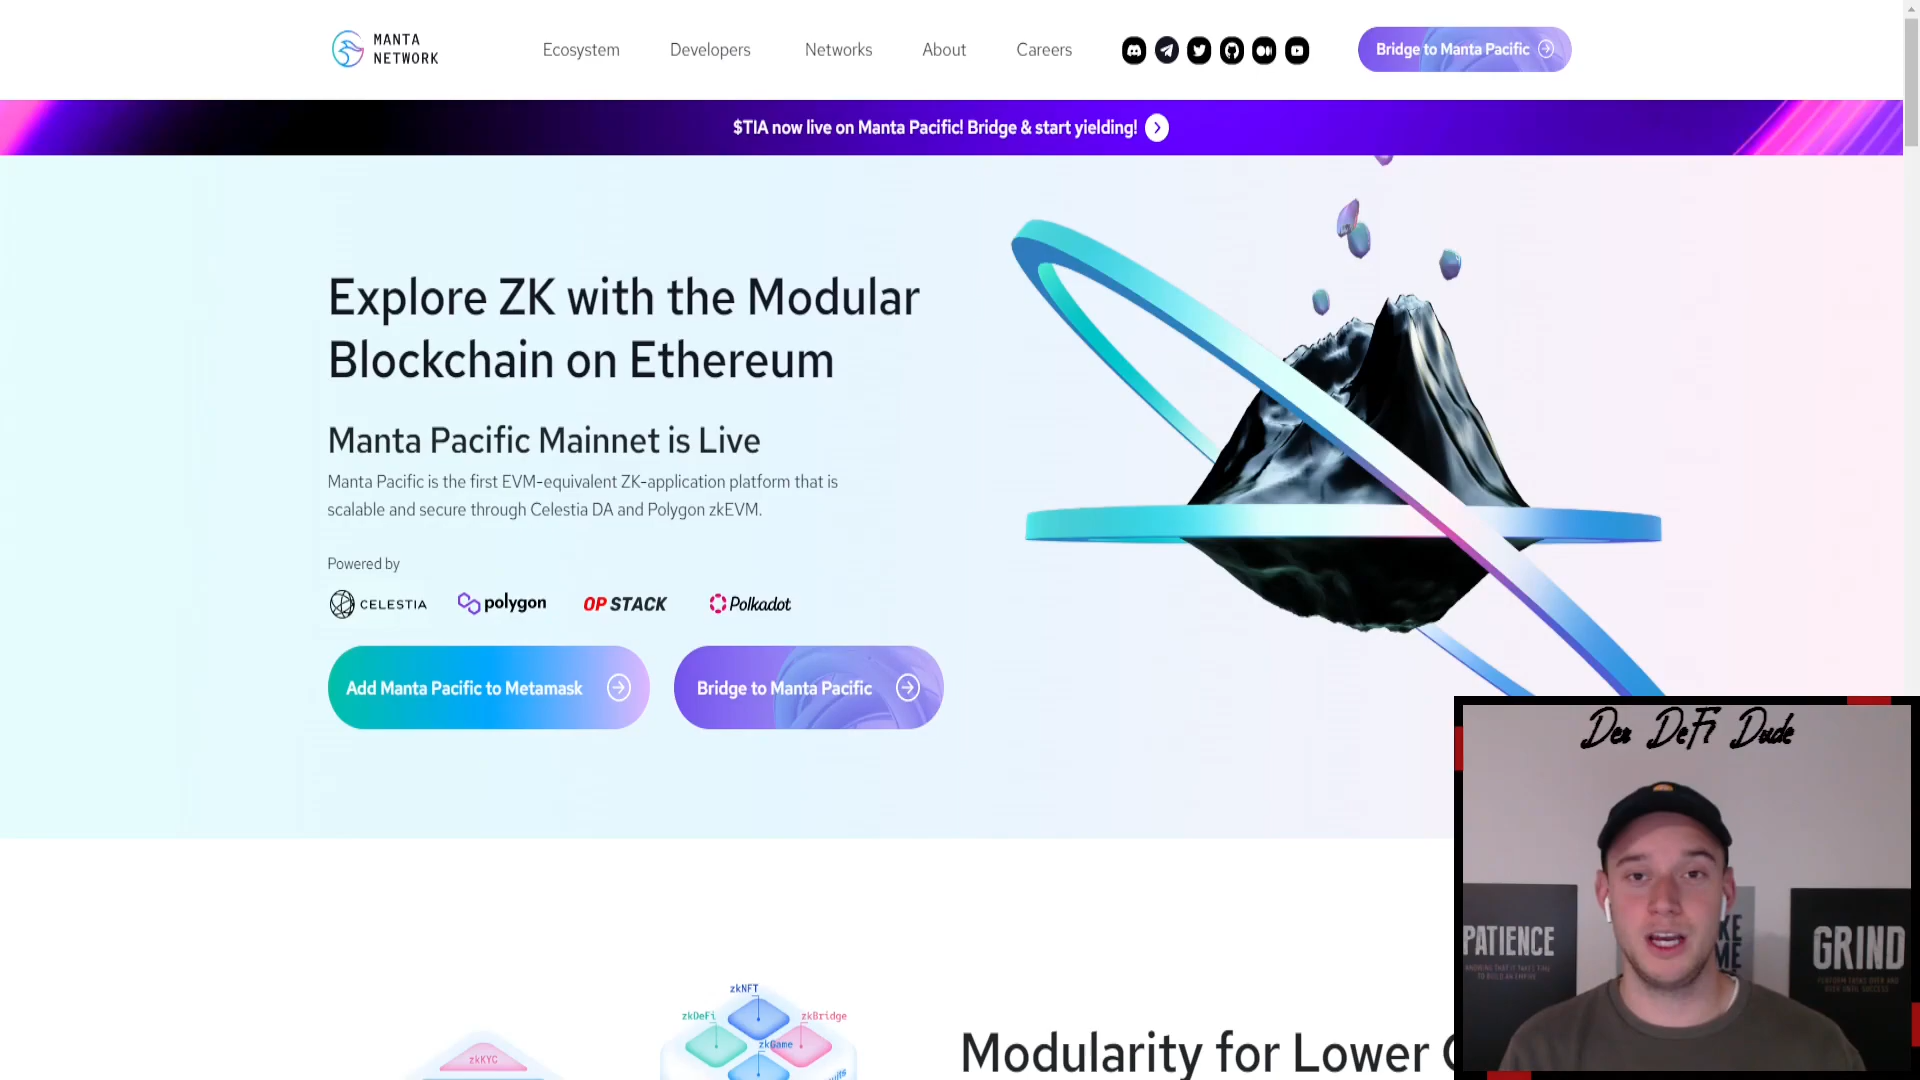 MANTA
NETWORK
Ecosystem
Developers
Networks
About
Careers
Bridge to Manta Pacific
$TIA now live on Manta Pacific! Bridge & start yielding!
Explore ZK with the Modular
Blockchain on Ethereum
Manta Pacific Mainnet is Live
Manta Pacific is the first EVM-equivalent ZK-application platform that is
scalable and secure through Celestia DA and Polygon zkEVM.
Powered by
CELESTIA
polygon
OP STACK
Polkadot
Add Manta Pacific to Metamask
Bridge to Manta Pacific
Der DeFi Dude
PATIENCE
GRIND
zkNFT
zkDeFi
zkBridge
zkGame
zkKYC
Modularity for Lower